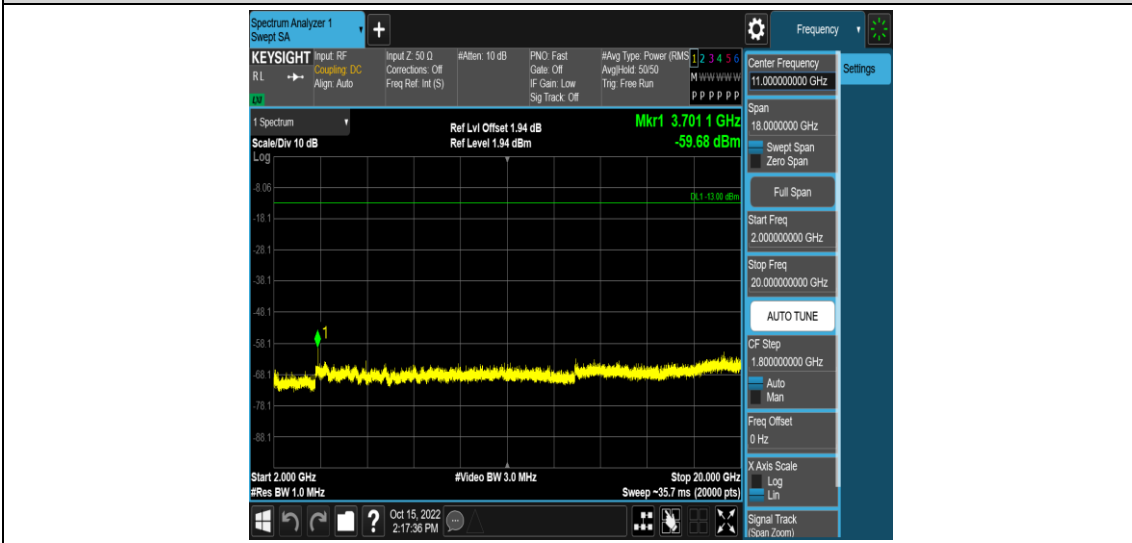 Spectrum Analyzer 1
Swept SA
+
Frequency
KEYSIGHT
RL
LXI
Input: RF
Coupling: DC
Align: Auto
Input Z: 50 Ω
Corrections: Off
Freq Ref: Int (S)
#Atten: 10 dB
PNO: Fast
Gate: Off
IF Gain: Low
Sig Track: Off
#Avg Type: Power (RMS
Avg|Hold: 50/50
Trig: Free Run
1 2 3 4 5 6
M W W W W W
P P P P P P
Center Frequency
11.000000000 GHz
Settings
Span
18.0000000 GHz
Swept Span
Zero Span
Full Span
Start Freq
2.000000000 GHz
Stop Freq
20.000000000 GHz
AUTO TUNE
CF Step
1.800000000 GHz
Auto
Man
Freq Offset
0 Hz
X Axis Scale
Log
Lin
Signal Track
(Span Zoom)
1 Spectrum
Scale/Div 10 dB
Log
Ref Lvl Offset 1.94 dB
Ref Level 1.94 dBm
Mkr1 3.701 1 GHz
-59.68 dBm
-8.06
DL1 -13.00 dBm
-18.1
-28.1
-38.1
-48.1
1
-58.1
-68.1
-78.1
-88.1
Start 2.000 GHz
#Video BW 3.0 MHz
Stop 20.000 GHz
#Res BW 1.0 MHz
Sweep ~35.7 ms (20000 pts)
?
Oct 15, 2022
2:17:36 PM